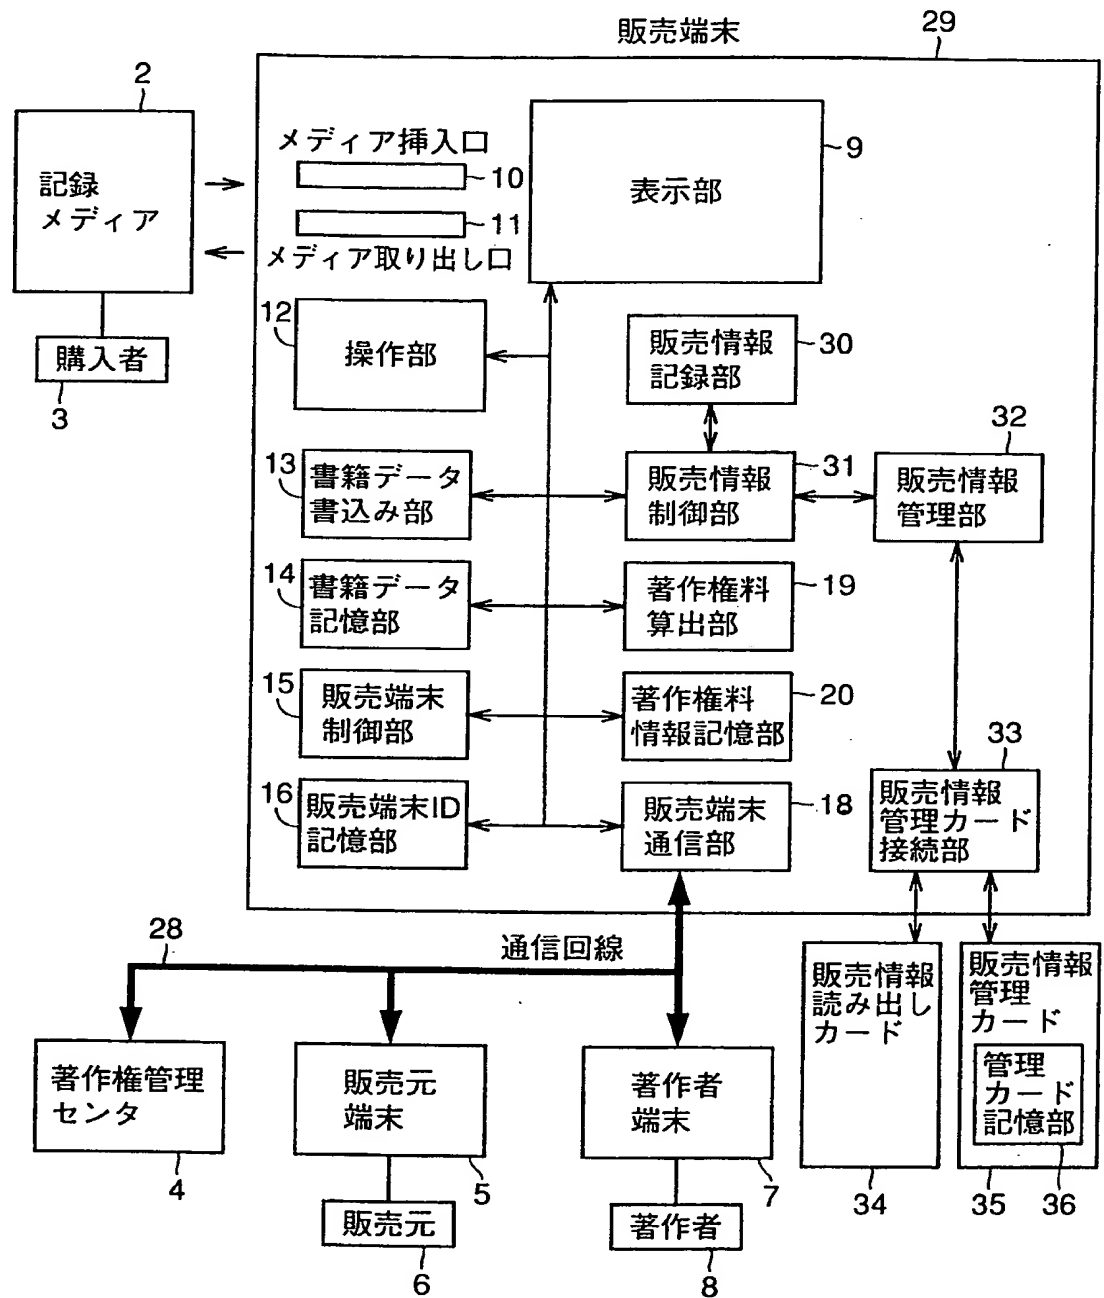 販売端末
29
2
記録
メディア
購入者
3
メディア挿入口
10
11
メディア取り出し口
表示部
9
12
操作部
販売情報
記録部
30
13
書籍データ
書込み部
販売情報
制御部
31
32
販売情報
管理部
14
書籍データ
記憶部
著作権料
算出部
19
15
販売端末
制御部
著作権料
情報記憶部
20
16
販売端末ID
記憶部
販売端末
通信部
18
33
販売情報
管理カード
接続部
28
通信回線
著作権管理
センタ
4
販売元
端末
5
販売元
6
著作者
端末
7
著作者
8
販売情報
読み出し
カード
34
販売情報
管理
カード
35
管理
カード
記憶部
36